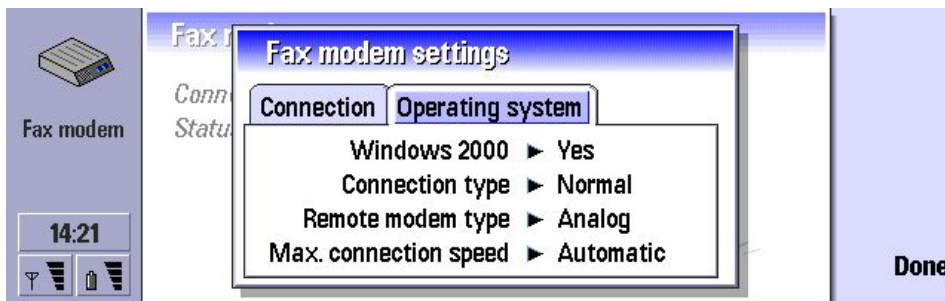 Fax modem settings
Connection
Operating system
Windows 2000 ► Yes
Connection type ► Normal
Remote modem type ► Analog
Max. connection speed ► Automatic
Fax modem
14:21
Done